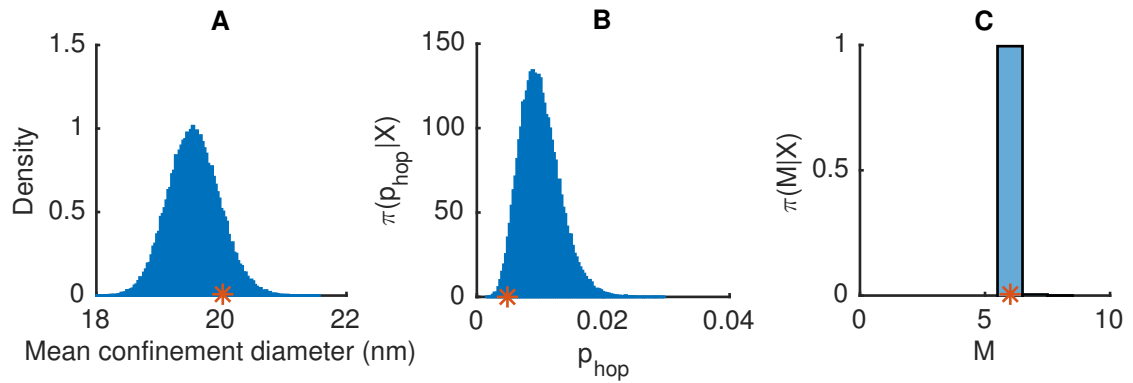 A
Density
1.5
1
0.5
0
18
20
22
Mean confinement diameter (nm)
B
π(p_hop|X)
150
100
50
0
0
0.02
0.04
p_hop
C
π(M|X)
1
0.5
0
0
5
10
M